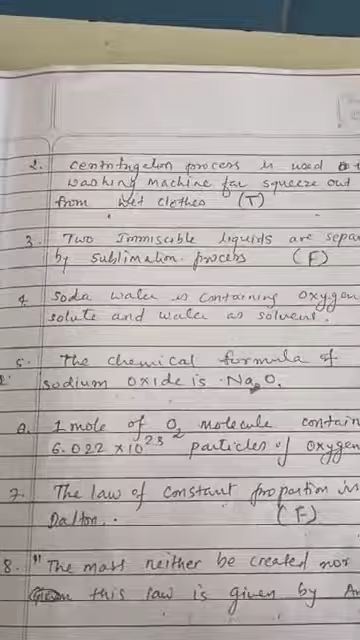 2. Centrifugation process is used
washing machine for squeeze out
from wet clothes (T)
3. Two Immiscible liquids are sepa
by sublimation process (F)
4. Soda water is containing oxygen
solute and water as solvent.
5. The chemical formula of
sodium oxide is Na2O.
1 mole of O2 molecule contain
6.022 x 10^23 particles of oxygen
7. The law of constant proportion
Dalton. (F)
8. "The mass neither be created nor
this law is given by